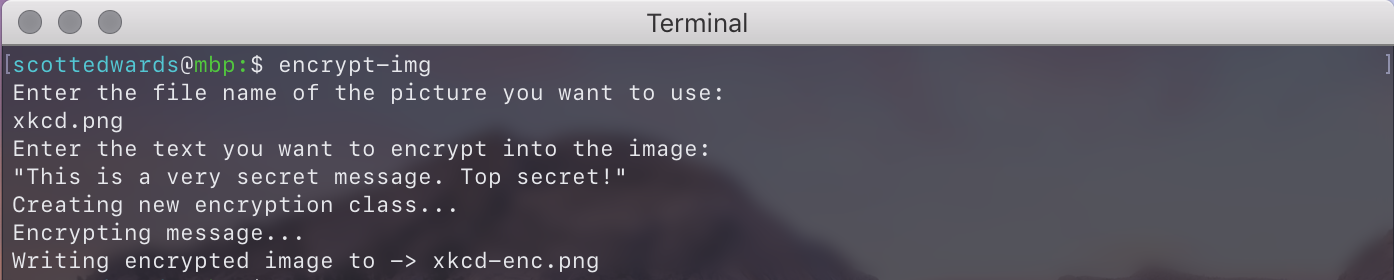 Terminal
[scottedwards@mbp:$ encrypt-img ]
Enter the file name of the picture you want to use:
xkcd.png
Enter the text you want to encrypt into the image:
"This is a very secret message. Top secret!"
Creating new encryption class...
Encrypting message...
Writing encrypted image to -> xkcd-enc.png